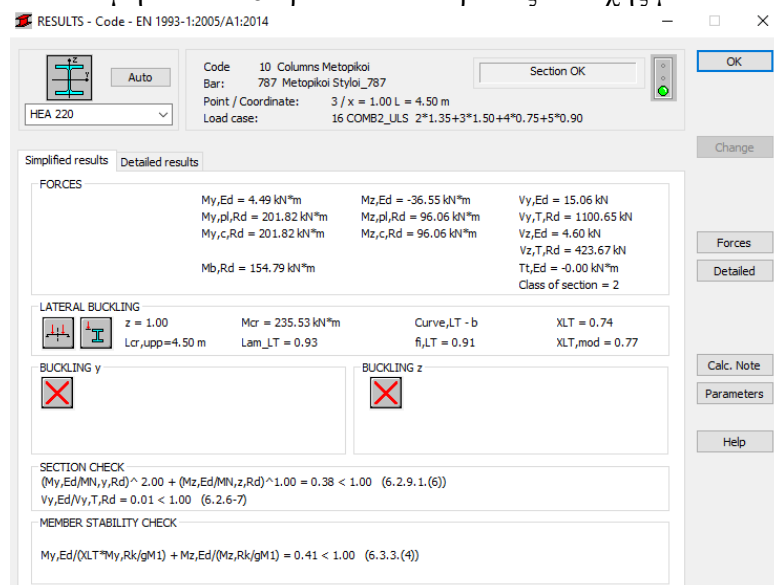 RESULTS - Code - EN 1993-1:2005/A1:2014
Auto
HEA 220
Code 10 Columns Metopikoi
Bar: 787 Metopikoi Styloi_787
Point / Coordinate: 3 / x = 1.00 L = 4.50 m
Load case: 16 COMB2_ULS 2*1.35+3*1.50+4*0.75+5*0.90
Section OK
OK
Change
Simplified results Detailed results
FORCES
My,Ed = 4.49 kN*m Mz,Ed = -36.55 kN*m Vy,Ed = 15.06 kN
My,pl,Rd = 201.82 kN*m Mz,pl,Rd = 96.06 kN*m Vy,T,Rd = 1100.65 kN
My,c,Rd = 201.82 kN*m Mz,c,Rd = 96.06 kN*m Vz,Ed = 4.60 kN
Vz,T,Rd = 423.67 kN
Mb,Rd = 154.79 kN*m Tt,Ed = -0.00 kN*m
Class of section = 2
Forces
Detailed
LATERAL BUCKLING
z = 1.00 Mcr = 235.53 kN*m Curve,LT - b XLT = 0.74
Lcr,upp=4.50 m Lam_LT = 0.93 fi,LT = 0.91 XLT,mod = 0.77
BUCKLING y BUCKLING z
Calc. Note
Parameters
Help
SECTION CHECK
(My,Ed/MN,y,Rd)^ 2.00 + (Mz,Ed/MN,z,Rd)^1.00 = 0.38 < 1.00 (6.2.9.1.(6))
Vy,Ed/Vy,T,Rd = 0.01 < 1.00 (6.2.6-7)
MEMBER STABILITY CHECK
My,Ed/(XLT*My,Rk/gM1) + Mz,Ed/(Mz,Rk/gM1) = 0.41 < 1.00 (6.3.3.(4))